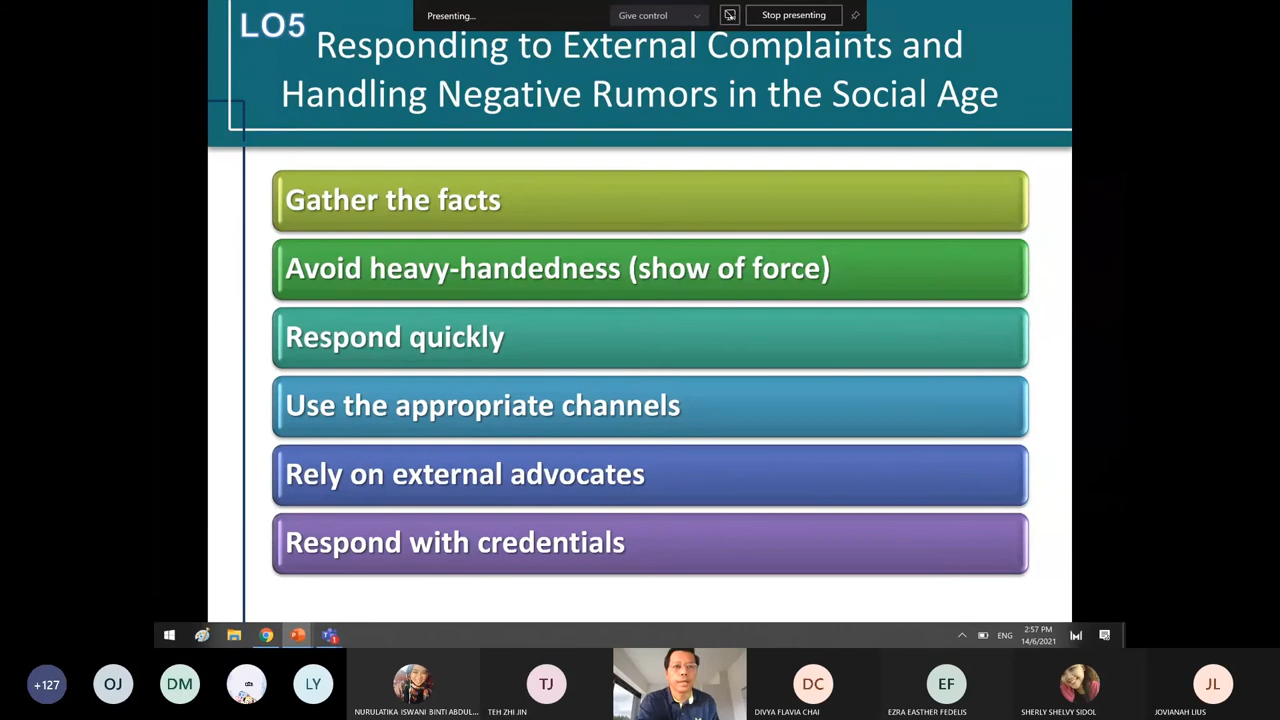 Presenting...
Give control
Stop presenting
LO5
Responding to External Complaints and
Handling Negative Rumors in the Social Age
Gather the facts
Avoid heavy-handedness (show of force)
Respond quickly
Use the appropriate channels
Rely on external advocates
Respond with credentials
ENG
2:57 PM
14/6/2021
+127
OJ
DM
LY
NURULATIKA ISWANI BINTI ABDUL...
TJ
TEH ZHI JIN
DC
DIVYA FLAVIA CHAI
EF
EZRA EASTHER FEDELIS
SHERLY SHELVY SIDOL
JL
JOVIANAH LIUS